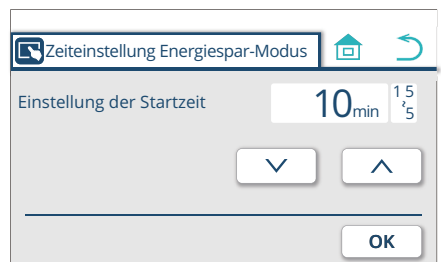 Zeiteinstellung Energiespar-Modus
Einstellung der Startzeit 10min 15
~
5
OK